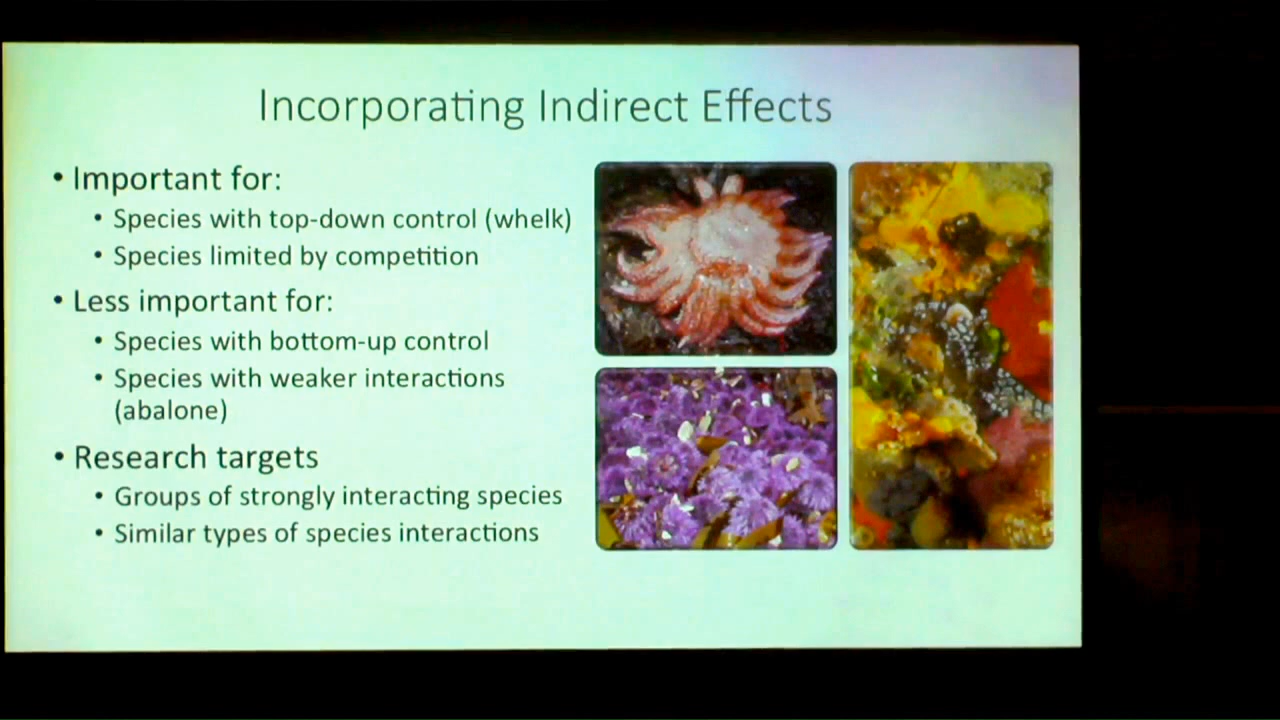 Incorporating Indirect Effects
• Important for:
• Species with top-down control (whelk)
• Species limited by competition
• Less important for:
• Species with bottom-up control
• Species with weaker interactions
(abalone)
• Research targets
• Groups of strongly interacting species
• Similar types of species interactions